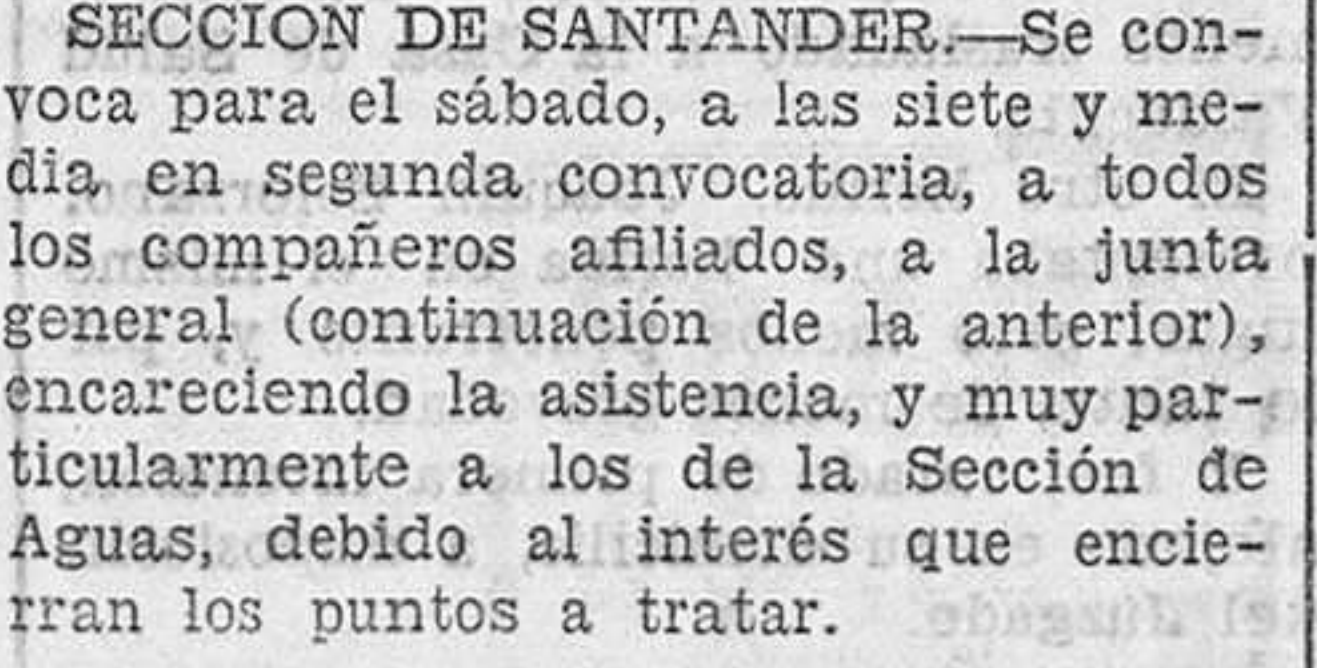 SECCION DE SANTANDER.—Se con-
voca para el sábado, a las siete y me-
dia en segunda convocatoria, a todos
los compañeros afiliados, a la junta
general (continuación de la anterior),
encareciendo la asistencia, y muy par-
ticularmente a los de la Sección de
Aguas, debido al interés que encie-
rran los puntos a tratar.